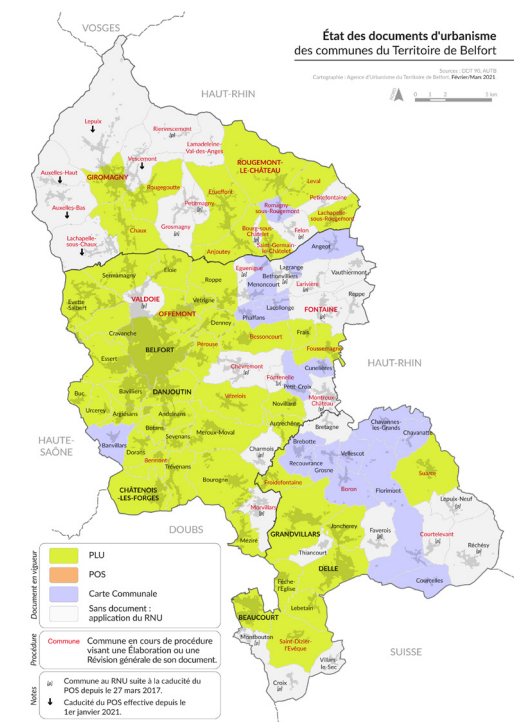 État des documents d'urbanisme
des communes du Territoire de Belfort
Sources : DDT 90, AUTB
Cartographie : Agence d'Urbanisme du Territoire de Belfort, Février/Mars 2021
0 1 2 5 km
VOSGES
HAUT-RHIN
Lepuix
Riervescemont
(p)
Lamadeleine-
Val-des-Anges
Vescemont
Auxelles-Haut
GIROMAGNY
ROUGEMONT-
LE-CHÂTEAU
Rougegoutte
Etueffont
Leval
Petitefontaine
Auxelles-Bas
Petitmagny
(p)
Romagny-
sous-Rougemont
Lachapelle-
sous-Rougemont
Lachapelle-
sous-Chaux
Chaux
Grosmagny
(p)
Bourg-sous-
Châtelet
Felon
(p)
Saint-Germain-
le-Châtelet
Anjoutey
Angeot
Eloie
Sermamagny
Roppe
Eguenigue
(p)
Lagrange
Bethonvilliers
Menoncourt
Larivière
(p)
Vauthiermont
Reppe
Evette-
Salbert
VALDOIE
(p)
Vétrigne
OFFEMONT
Lacollonge
Phaffans
FONTAINE
(p)
Denney
Cravanche
BELFORT
Pérouse
Bessoncourt
Frais
Foussemagne
Essert
Chèvremont
(p)
Fontenelle
(p)
Cunelières
Petit-Croix
HAUT-RHIN
Montreux-
Château
(p)
Buc
Bavilliers
DANJOUTIN
Vézelois
Novillard
Urcerey
Argiésans
Andelnans
Autrechêne
Bretagne
Chavannes-
les-Grands
Chavanatte
HAUTE-
SAÔNE
Banvillars
Botans
Sevenans
Meroux-Moval
Charmois
(p)
Brebotte
Vellescot
Recouvrance
Grosne
Dorans
Bermont
Trévenans
Suarce
Froidefontaine
Boron
Florimont
Lepuix-Neuf
(p)
CHÂTENOIS
-LES-FORGES
Bourogne
Morvillars
(p)
GRANDVILLARS
Joncherey
Faverois
(p)
Courtelevant
(p)
Réchésy
(p)
DOUBS
Méziré
Thiancourt
DELLE
Courcelles
Fêche-
l'Eglise
Lebetain
BEAUCOURT
Montbouton
(p)
Saint-Dizier-
l'Evêque
Villars-
le-Sec
Croix
(p)
SUISSE
Document en vigueur
PLU
POS
Carte Communale
Sans document :
application du RNU
Procédure
Commune
Commune en cours de procédure
visant une Élaboration ou une
Révision générale de son document.
Notes
(p) Commune au RNU suite à la caducité du
POS depuis le 27 mars 2017.
Caducité du POS effective depuis le
1er janvier 2021.